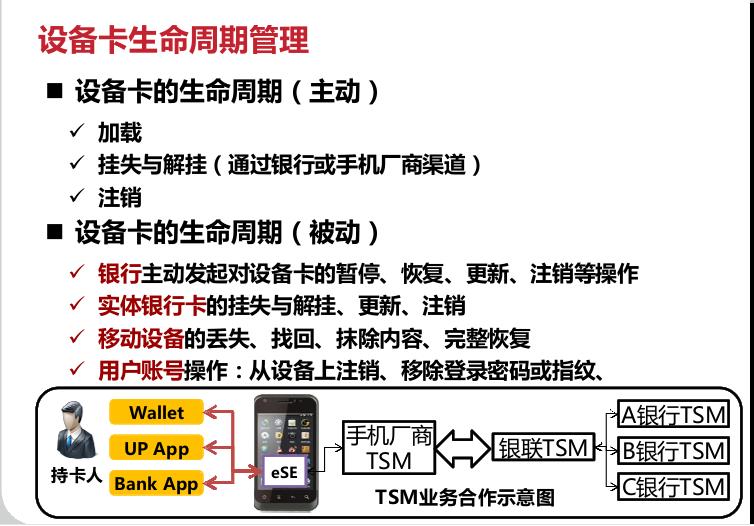 设备卡生命周期管理
■ 设备卡的生命周期（主动）
✓ 加载
✓ 挂失与解挂（通过银行或手机厂商渠道）
✓ 注销
■ 设备卡的生命周期（被动）
✓ 银行主动发起对设备卡的暂停、恢复、更新、注销等操作
✓ 实体银行卡的挂失与解挂、更新、注销
✓ 移动设备的丢失、找回、抹除内容、完整恢复
✓ 用户账号操作：从设备上注销、移除登录密码或指纹、
持卡人
Wallet
UP App
Bank App
eSE
手机厂商
TSM
银联TSM
A银行TSM
B银行TSM
C银行TSM
TSM业务合作示意图